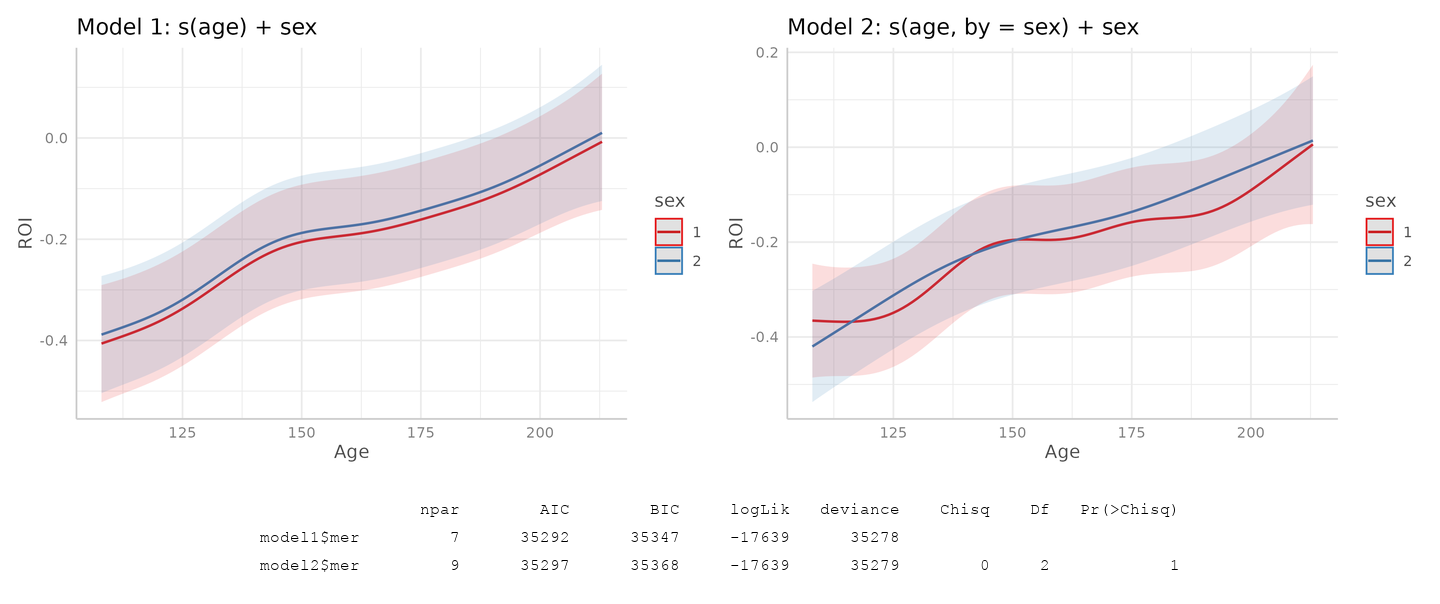 Model 1: s(age) + sex
0.0
-0.2
-0.4
ROI
125 150 175 200
Age
sex
1
2
Model 2: s(age, by = sex) + sex
0.2
0.0
-0.2
-0.4
ROI
125 150 175 200
Age
sex
1
2
npar AIC BIC logLik deviance Chisq Df Pr(>Chisq)
model1$mer 7 35292 35347 -17639 35278
model2$mer 9 35297 35368 -17639 35279 0 2 1